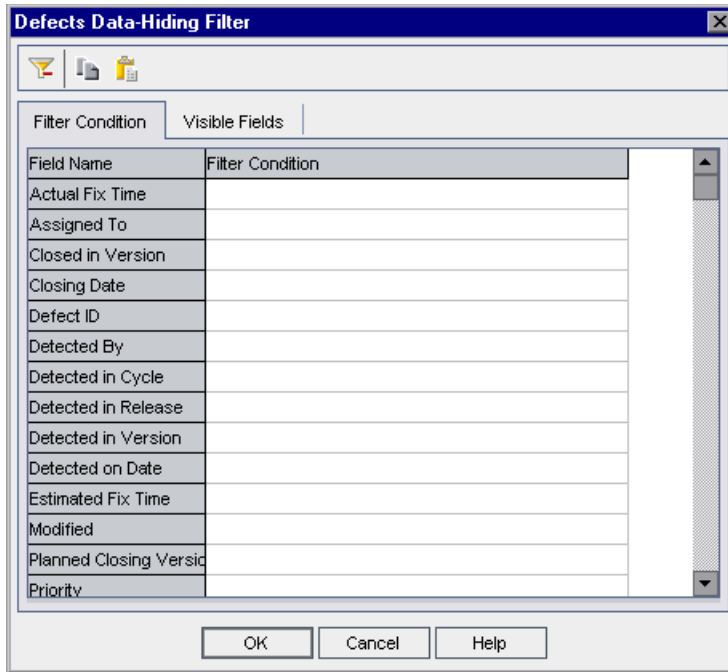 Defects Data-Hiding Filter
Filter Condition Visible Fields
Field Name Filter Condition
Actual Fix Time
Assigned To
Closed in Version
Closing Date
Defect ID
Detected By
Detected in Cycle
Detected in Release
Detected in Version
Detected on Date
Estimated Fix Time
Modified
Planned Closing Versio
Priority
OK Cancel Help